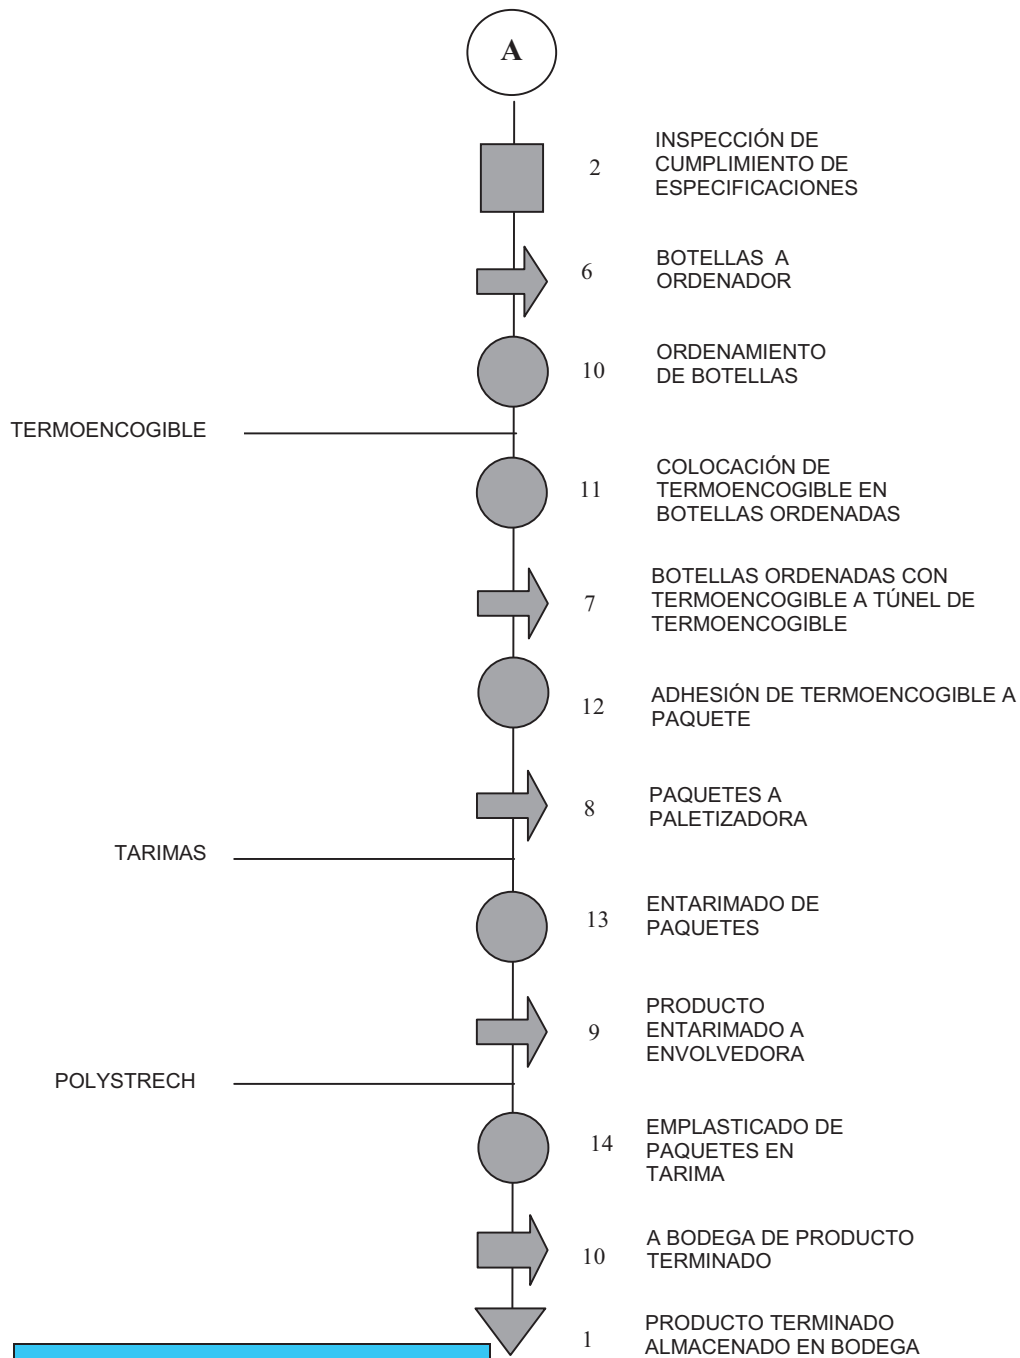 A
2
INSPECCIÓN DE
CUMPLIMIENTO DE
ESPECIFICACIONES
6
BOTELLAS A
ORDENADOR
10
ORDENAMIENTO
DE BOTELLAS
TERMOENCOGIBLE
11
COLOCACIÓN DE
TERMOENCOGIBLE EN
BOTELLAS ORDENADAS
7
BOTELLAS ORDENADAS CON
TERMOENCOGIBLE A TÚNEL DE
TERMOENCOGIBLE
12
ADHESIÓN DE TERMOENCOGIBLE A
PAQUETE
8
PAQUETES A
PALETIZADORA
TARIMAS
13
ENTARIMADO DE
PAQUETES
9
PRODUCTO
ENTARIMADO A
ENVOLVEDORA
POLYSTRECH
14
EMPLASTICADO DE
PAQUETES EN
TARIMA
10
A BODEGA DE PRODUCTO
TERMINADO
1
PRODUCTO TERMINADO
ALMACENADO EN BODEGA